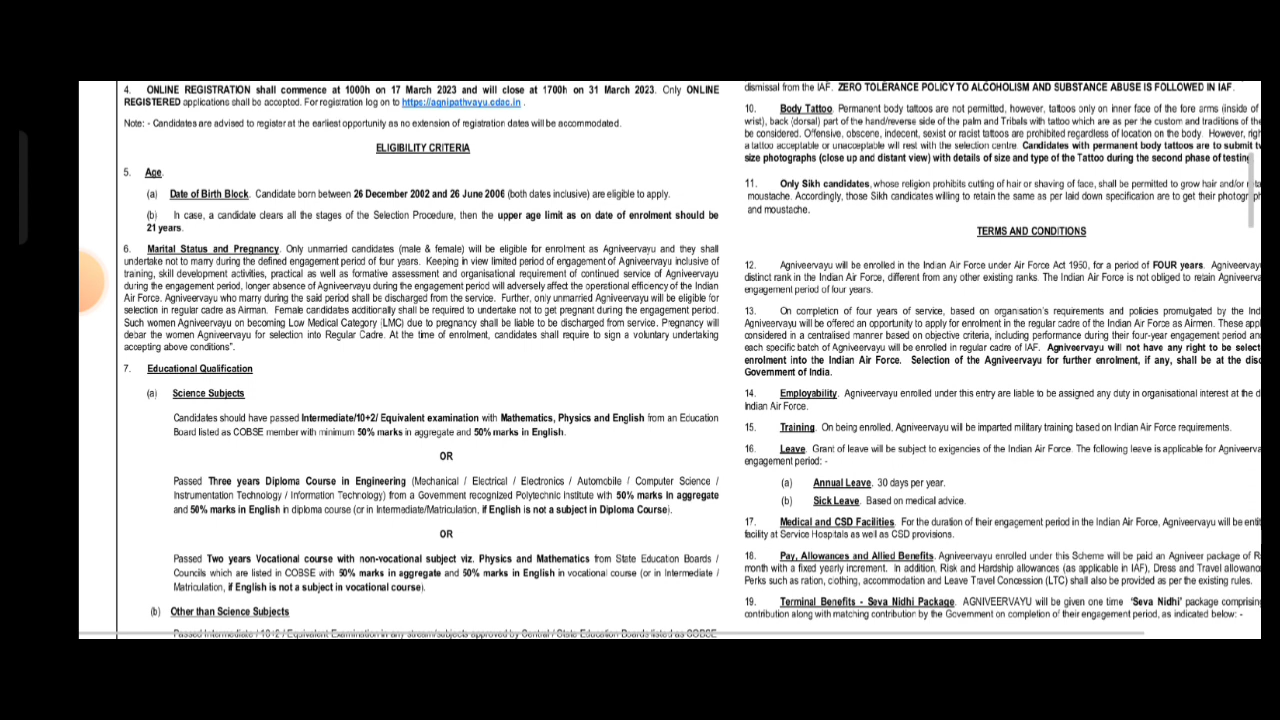 4. ONLINE REGISTRATION shall commence at 1000h on 17 March 2023 and will close at 1700h on 31 March 2023. Only ONLINE
REGISTERED applications shall be accepted. For registration log on to https://agnipathvayu.cdac.in .
Note: - Candidates are advised to register at the earliest opportunity as no extension of registration dates will be accommodated.
ELIGIBILITY CRITERIA
5. Age.
(a) Date of Birth Block. Candidate born between 26 December 2002 and 26 June 2006 (both dates inclusive) are eligible to apply.
(b) In case, a candidate clears all the stages of the Selection Procedure, then the upper age limit as on date of enrolment should be
21 years.
6. Marital Status and Pregnancy. Only unmarried candidates (male & female) will be eligible for enrolment as Agniveervayu and they shall
undertake not to marry during the defined engagement period of four years. Keeping in view limited period of engagement of Agniveervayu inclusive of
training, skill development activities, practical as well as formative assessment and organisational requirement of continued service of Agniveervayu
during the engagement period, longer absence of Agniveervayu during the engagement period will adversely affect the operational efficiency of the Indian
Air Force. Agniveervayu who marry during the said period shall be discharged from the service. Further, only unmarried Agniveervayu will be eligible for
selection in regular cadre as Airman. Female candidates additionally shall be required to undertake not to get pregnant during the engagement period.
Such women Agniveervayu on becoming Low Medical Category (LMC) due to pregnancy shall be liable to be discharged from service. Pregnancy will
debar the women Agniveervayu for selection into Regular Cadre. At the time of enrolment, candidates shall require to sign a voluntary undertaking
accepting above conditions".
7. Educational Qualification
(a) Science Subjects
Candidates should have passed Intermediate/10+2/ Equivalent examination with Mathematics, Physics and English from an Education
Board listed as COBSE member with minimum 50% marks in aggregate and 50% marks in English.
OR
Passed Three years Diploma Course in Engineering (Mechanical / Electrical / Electronics / Automobile / Computer Science /
Instrumentation Technology / Information Technology) from a Government recognized Polytechnic institute with 50% marks in aggregate
and 50% marks in English in diploma course (or in Intermediate/Matriculation, if English is not a subject in Diploma Course).
OR
Passed Two years Vocational course with non-vocational subject viz. Physics and Mathematics from State Education Boards /
Councils which are listed in COBSE with 50% marks in aggregate and 50% marks in English in vocational course (or in Intermediate /
Matriculation, if English is not a subject in vocational course).
(b) Other than Science Subjects
Passed Intermediate / 10+2 / Equivalent Examination in any stream/subjects approved by Central / State Education Boards listed as COBSE
dismissal from the IAF. ZERO TOLERANCE POLICY TO ALCOHOLISM AND SUBSTANCE ABUSE IS FOLLOWED IN IAF.
10. Body Tattoo. Permanent body tattoos are not permitted, however, tattoos only on inner face of the fore arms (inside of
wrist), back (dorsal) part of the hand/reverse side of the palm and Tribals with tattoo which are as per the custom and traditions of the
be considered. Offensive, obscene, indecent, sexist or racist tattoos are prohibited regardless of location on the body. However,
a tattoo acceptable or unacceptable will rest with the selection centre. Candidates with permanent body tattoos are to submit
size photographs (close up and distant view) with details of size and type of the Tattoo during the second phase of testing
11. Only Sikh candidates, whose religion prohibits cutting of hair or shaving of face, shall be permitted to grow hair and/or
moustache. Accordingly, those Sikh candidates willing to retain the same as per laid down specification are to get their
and moustache.
TERMS AND CONDITIONS
12. Agniveervayu will be enrolled in the Indian Air Force under Air Force Act 1950, for a period of FOUR years.
distinct rank in the Indian Air Force, different from any other existing ranks. The Indian Air Force is not obliged to retain
engagement period of four years.
13. On completion of four years of service, based on organisation's requirements and policies promulgated by the
Agniveervayu will be offered an opportunity to apply for enrolment in the regular cadre of the Indian Air Force as Airmen. These
considered in a centralised manner based on objective criteria, including performance during their four-year engagement period
each specific batch of Agniveervayu will be enrolled in regular cadre of IAF. Agniveervayu will not have any right to be
enrolment into the Indian Air Force. Selection of the Agniveervayu for further enrolment, if any, shall be at the
Government of India.
14. Employability. Agniveervayu enrolled under this entry are liable to be assigned any duty in organisational interest at the
Indian Air Force.
15. Training. On being enrolled, Agniveervayu will be imparted military training based on Indian Air Force requirements.
16. Leave. Grant of leave will be subject to exigencies of the Indian Air Force. The following leave is applicable for
engagement period: -
(a) Annual Leave. 30 days per year.
(b) Sick Leave. Based on medical advice.
17. Medical and CSD Facilities. For the duration of their engagement period in the Indian Air Force, Agniveervayu will be
facility at Service Hospitals as well as CSD provisions.
18. Pay, Allowances and Allied Benefits. Agniveervayu enrolled under this Scheme will be paid an Agniveer package of
month with a fixed yearly increment. In addition, Risk and Hardship allowances (as applicable in IAF), Dress and Travel
Perks such as ration, clothing, accommodation and Leave Travel Concession (LTC) shall also be provided as per the existing rules.
19. Terminal Benefits - Seva Nidhi Package. AGNIVEERVAYU will be given one time 'Seva Nidhi' package comprising
contribution along with matching contribution by the Government on completion of their engagement period, as indicated below: -